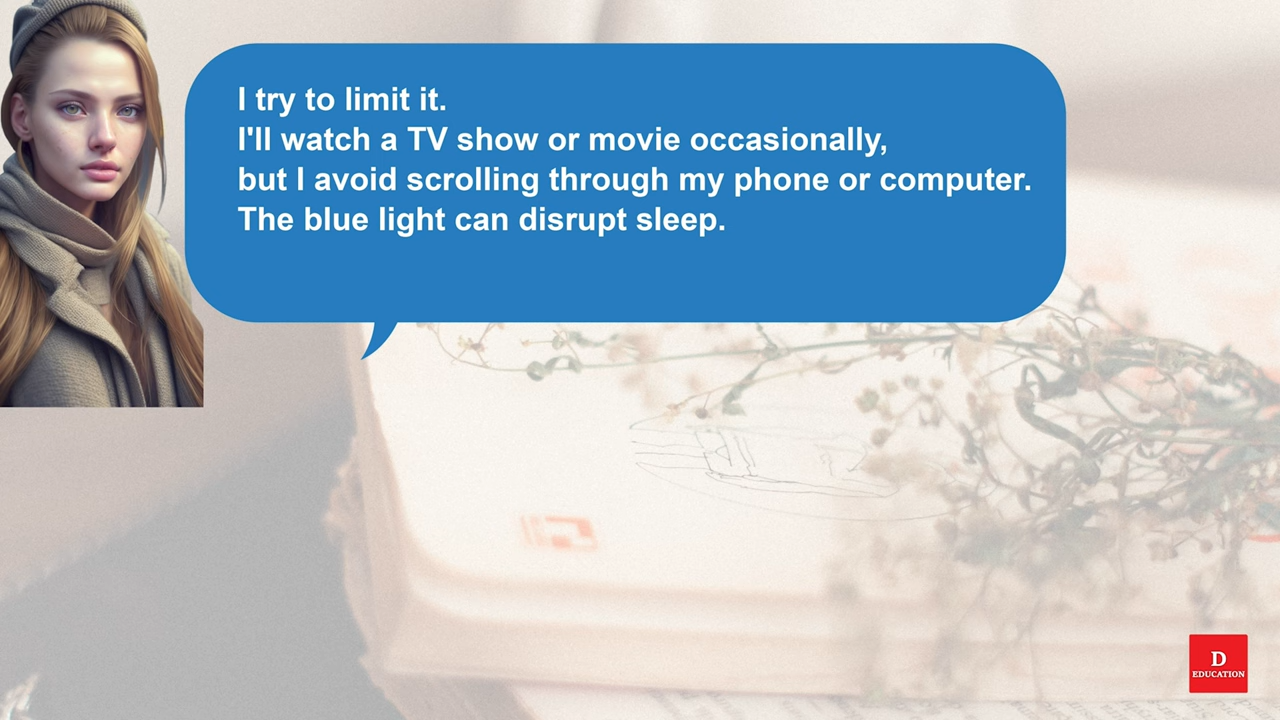 I try to limit it.
I'll watch a TV show or movie occasionally,
but I avoid scrolling through my phone or computer.
The blue light can disrupt sleep.
D
EDUCATION